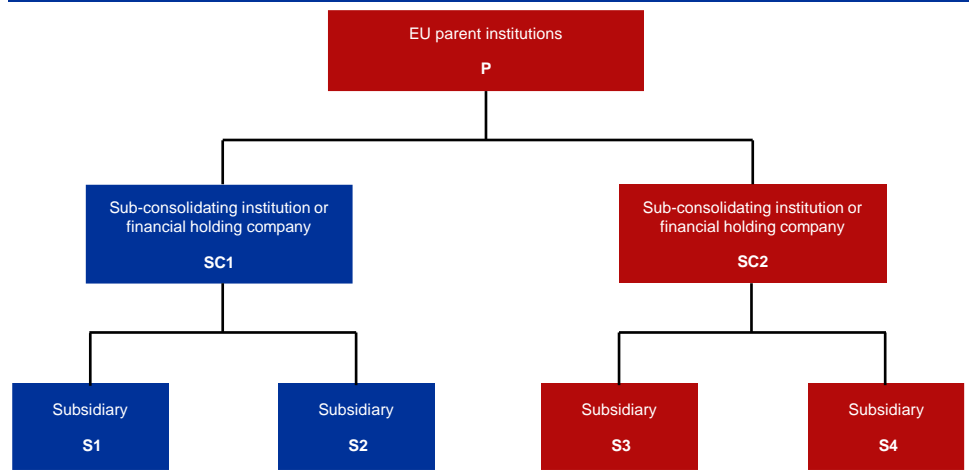 EU parent institutions
P
Sub-consolidating institution or
financial holding company
SC1
Sub-consolidating institution or
financial holding company
SC2
Subsidiary
S1
Subsidiary
S2
Subsidiary
S3
Subsidiary
S4